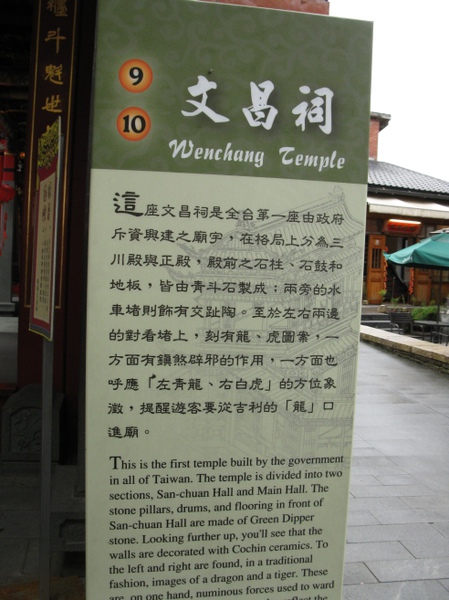 9
10
文昌祠
Wenchang Temple
這座文昌祠是全台第一座由政府
斥資興建之廟宇，在格局上分為三
川殿與正殿，殿前之石柱、石鼓和
地板，皆由青斗石製成；兩旁的水
車堵則飾有交趾陶。至於左右兩邊
的對看堵上，刻有龍、虎圖案，一
方面有鎮煞辟邪的作用，一方面也
呼應「左青龍、右白虎」的方位象
徵，提醒遊客要從吉利的「龍」口
進廟。
This is the first temple built by the government
in all of Taiwan. The temple is divided into two
sections, San-chuan Hall and Main Hall. The
stone pillars, drums, and flooring in front of
San-chuan Hall are made of Green Dipper
stone. Looking further up, you'll see that the
walls are decorated with Cochin ceramics. To
the left and right are found, in a traditional
fashion, images of a dragon and a tiger. These
are, on one hand, numinous forces used to ward
斗魁世